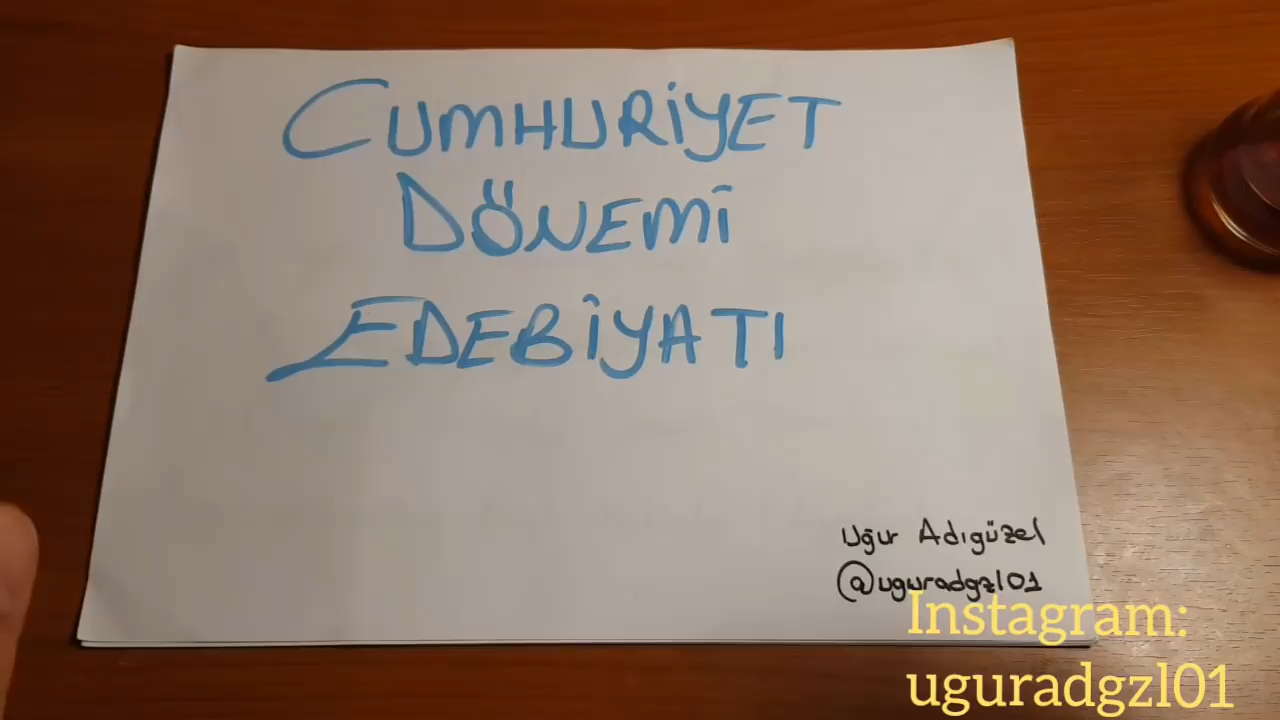 CUMHURİYET
DÖNEMİ
EDEBİYATI
Uğur Adıgüzel
@uguradgzl01
Instagram:
uguradgzl01